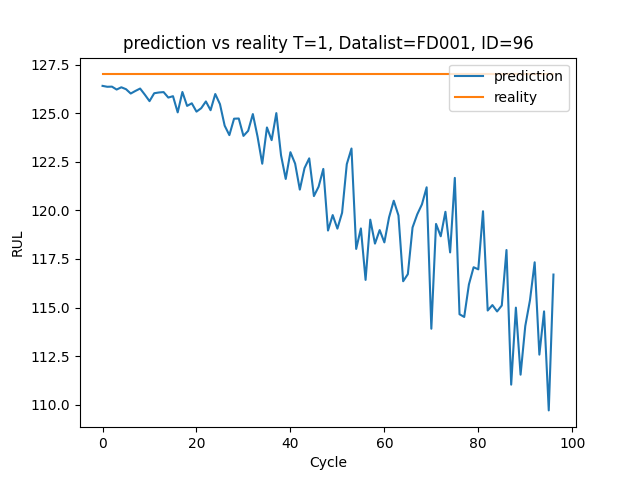 prediction vs reality T=1, Datalist=FD001, ID=96
prediction
reality
RUL
127.5
125.0
122.5
120.0
117.5
115.0
112.5
110.0
0 20 40 60 80 100
Cycle